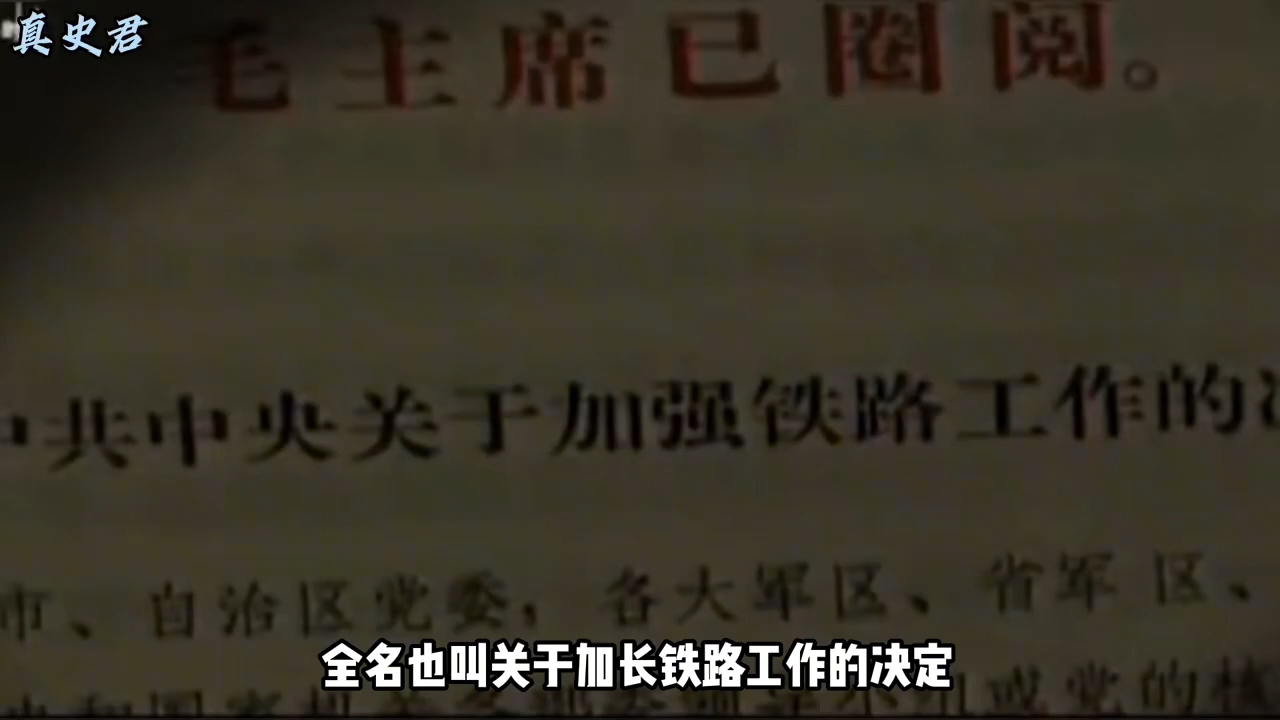 真史君
毛主席已圈阅。
中共中央关于加强铁路工作的决
市、自治区党委，各大军区、省军区、
全名也叫关于加长铁路工作的决定